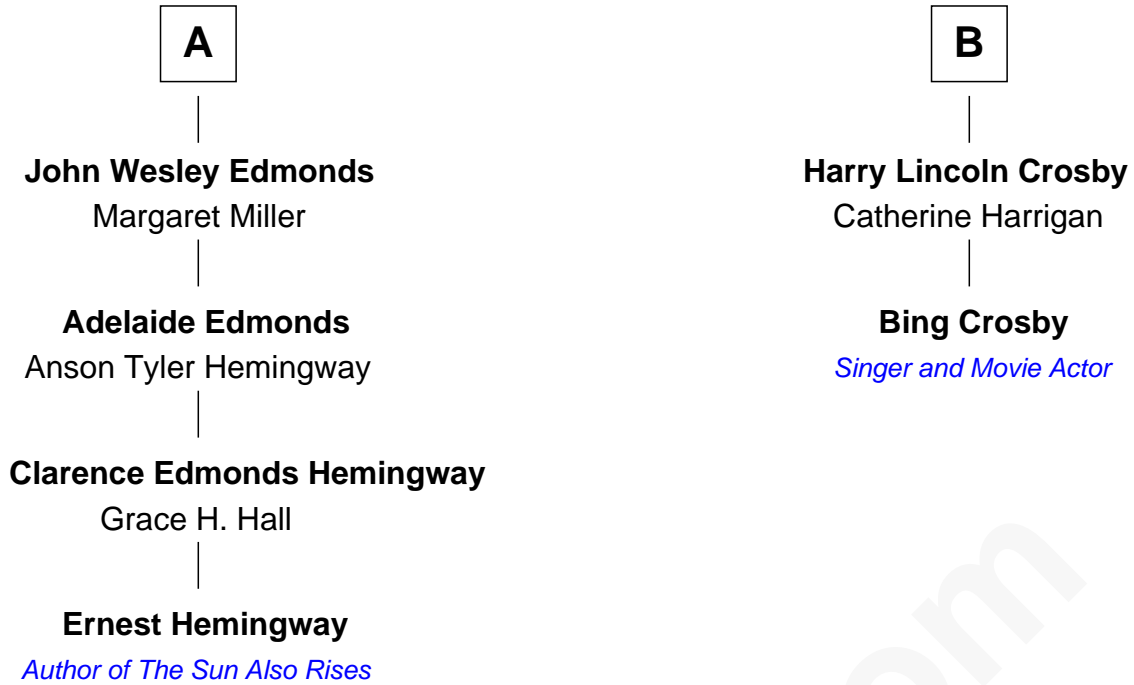 A
John Wesley Edmonds
Margaret Miller
Adelaide Edmonds
Anson Tyler Hemingway
Clarence Edmonds Hemingway
Grace H. Hall
Ernest Hemingway
Author of The Sun Also Rises
B
Harry Lincoln Crosby
Catherine Harrigan
Bing Crosby
Singer and Movie Actor
om